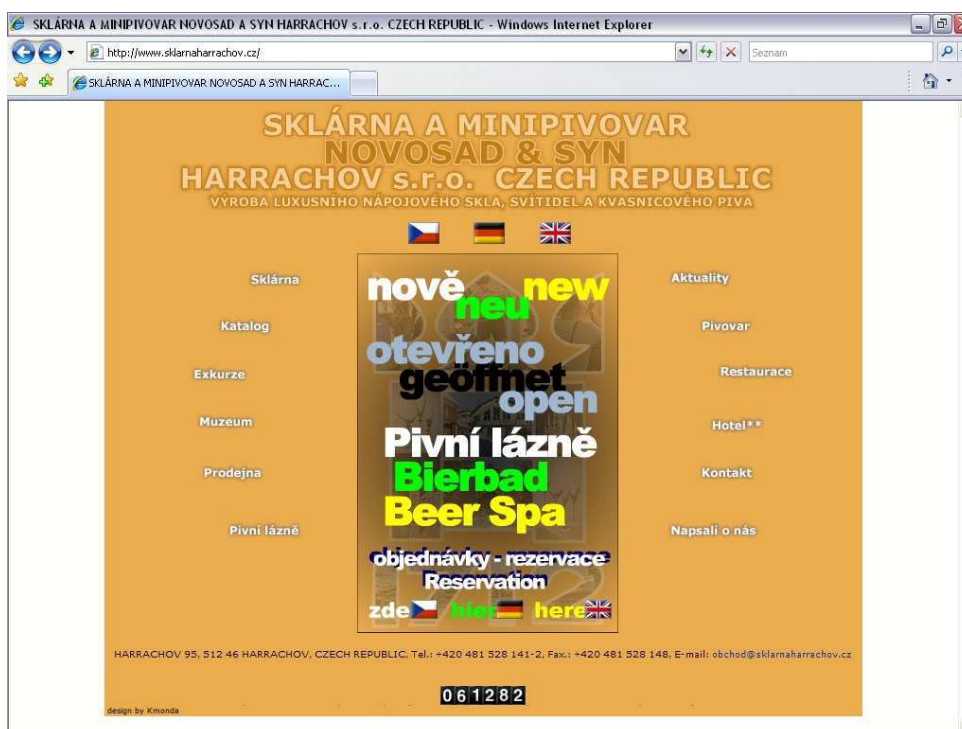 SKLÁRNA A MINIPIVOVAR NOVOSAD A SYN HARRACHOV s.r.o. CZECH REPUBLIC - Windows Internet Explorer
http://www.sklarnaharrachov.cz/
Seznam
SKLÁRNA A MINIPIVOVAR NOVOSAD A SYN HARRAC...
SKLÁRNA A MINIPIVOVAR
NOVOSAD & SYN
HARRACHOV s.r.o. CZECH REPUBLIC
VÝROBA LUXUSNÍHO NÁPOJOVÉHO SKLA, SVÍTIDEL A KVASNICOVÉHO PIVA
Sklárna
Katalog
Exkurze
Muzeum
Prodejna
Pivní lázně
nově
neu
new
otevřeno
geöffnet
open
Pivní lázně
Bierbad
Beer Spa
objednávky - rezervace
Reservation
zde hier here
Aktuality
Pivovar
Restaurace
Hotel**
Kontakt
Napsali o nás
HARRACHOV 95, 512 46 HARRACHOV, CZECH REPUBLIC, Tel.: +420 481 528 141-2, Fax.: +420 481 528 148, E-mail: obchod@sklarnaharrachov.cz
061282
design by Kmonda